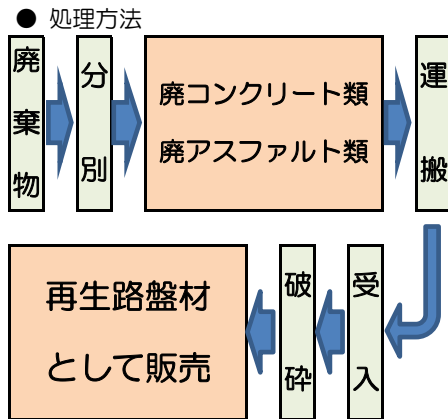 ● 処理方法
廃棄物
分別
廃コンクリート類
廃アスファルト類
運搬
受入
破砕
再生路盤材
として販売